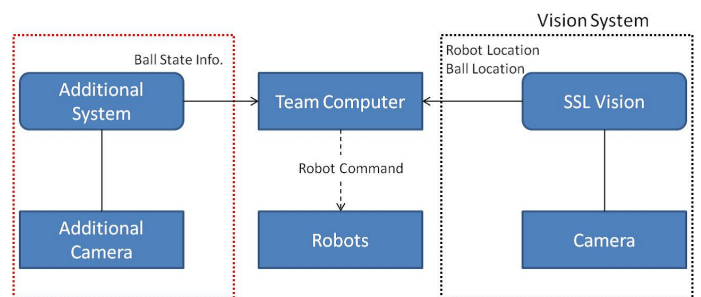 Vision System
Ball State Info.
Robot Location
Ball Location
Additional
System
Team Computer
SSL Vision
Robot Command
Additional
Camera
Robots
Camera